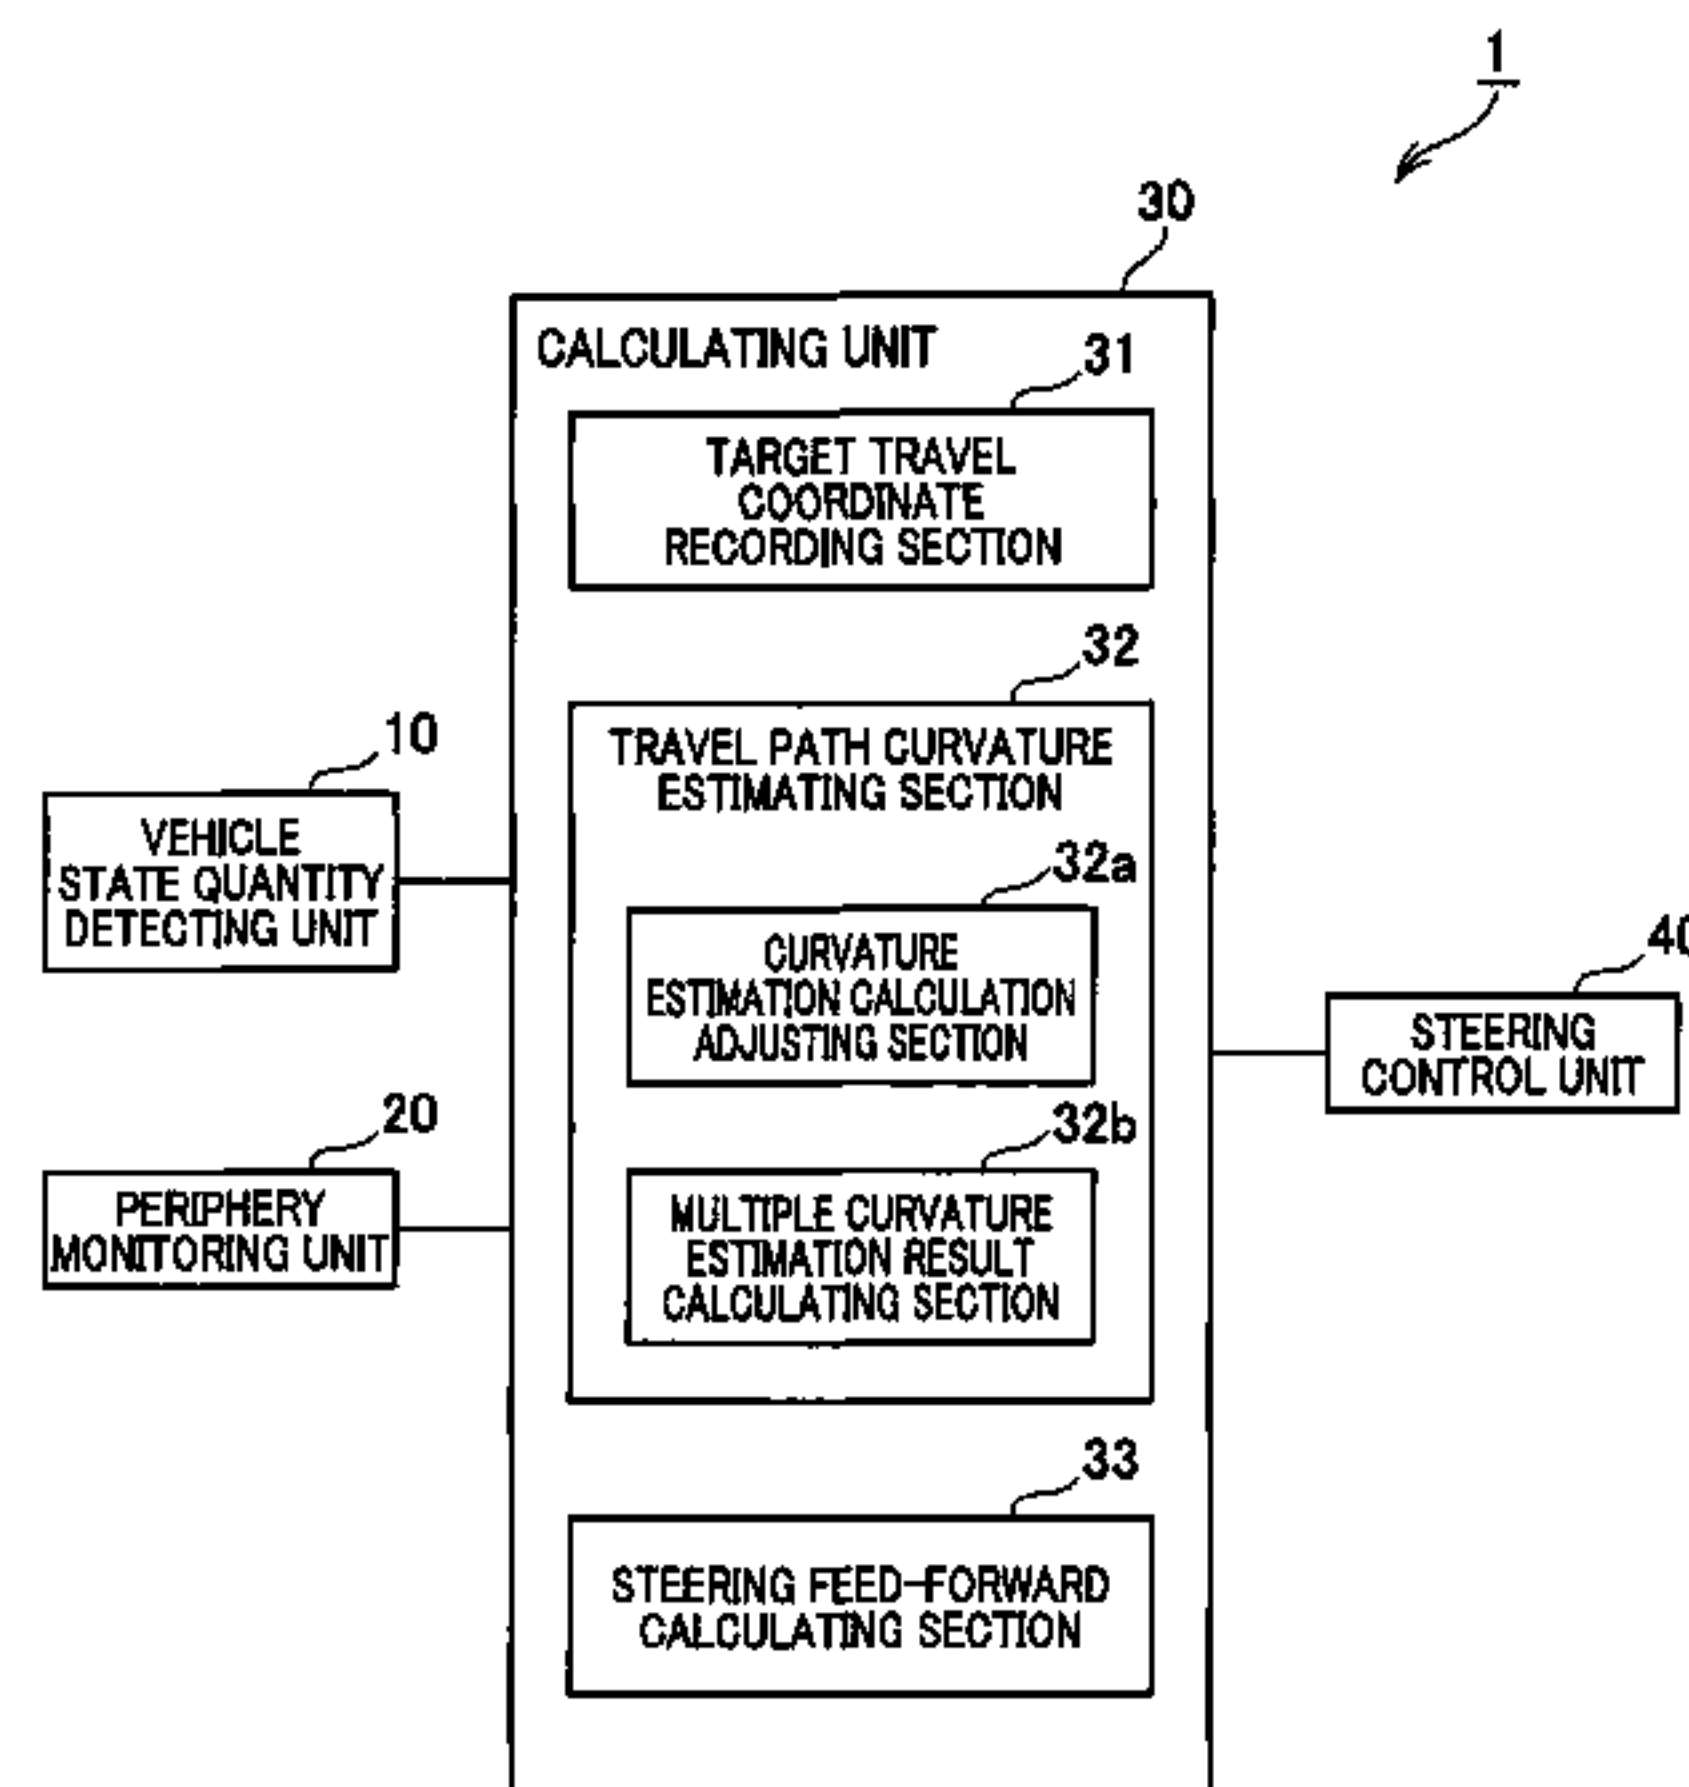 1
30
CALCULATING UNIT
31
TARGET TRAVEL
COORDINATE
RECORDING SECTION
32
TRAVEL PATH CURVATURE
ESTIMATING SECTION
10
VEHICLE
STATE QUANTITY
DETECTING UNIT
32a
CURVATURE
ESTIMATION CALCULATION
ADJUSTING SECTION
40
STEERING
CONTROL UNIT
20
PERIPHERY
MONITORING UNIT
32b
MULTIPLE CURVATURE
ESTIMATION RESULT
CALCULATING SECTION
33
STEERING FEED-FORWARD
CALCULATING SECTION